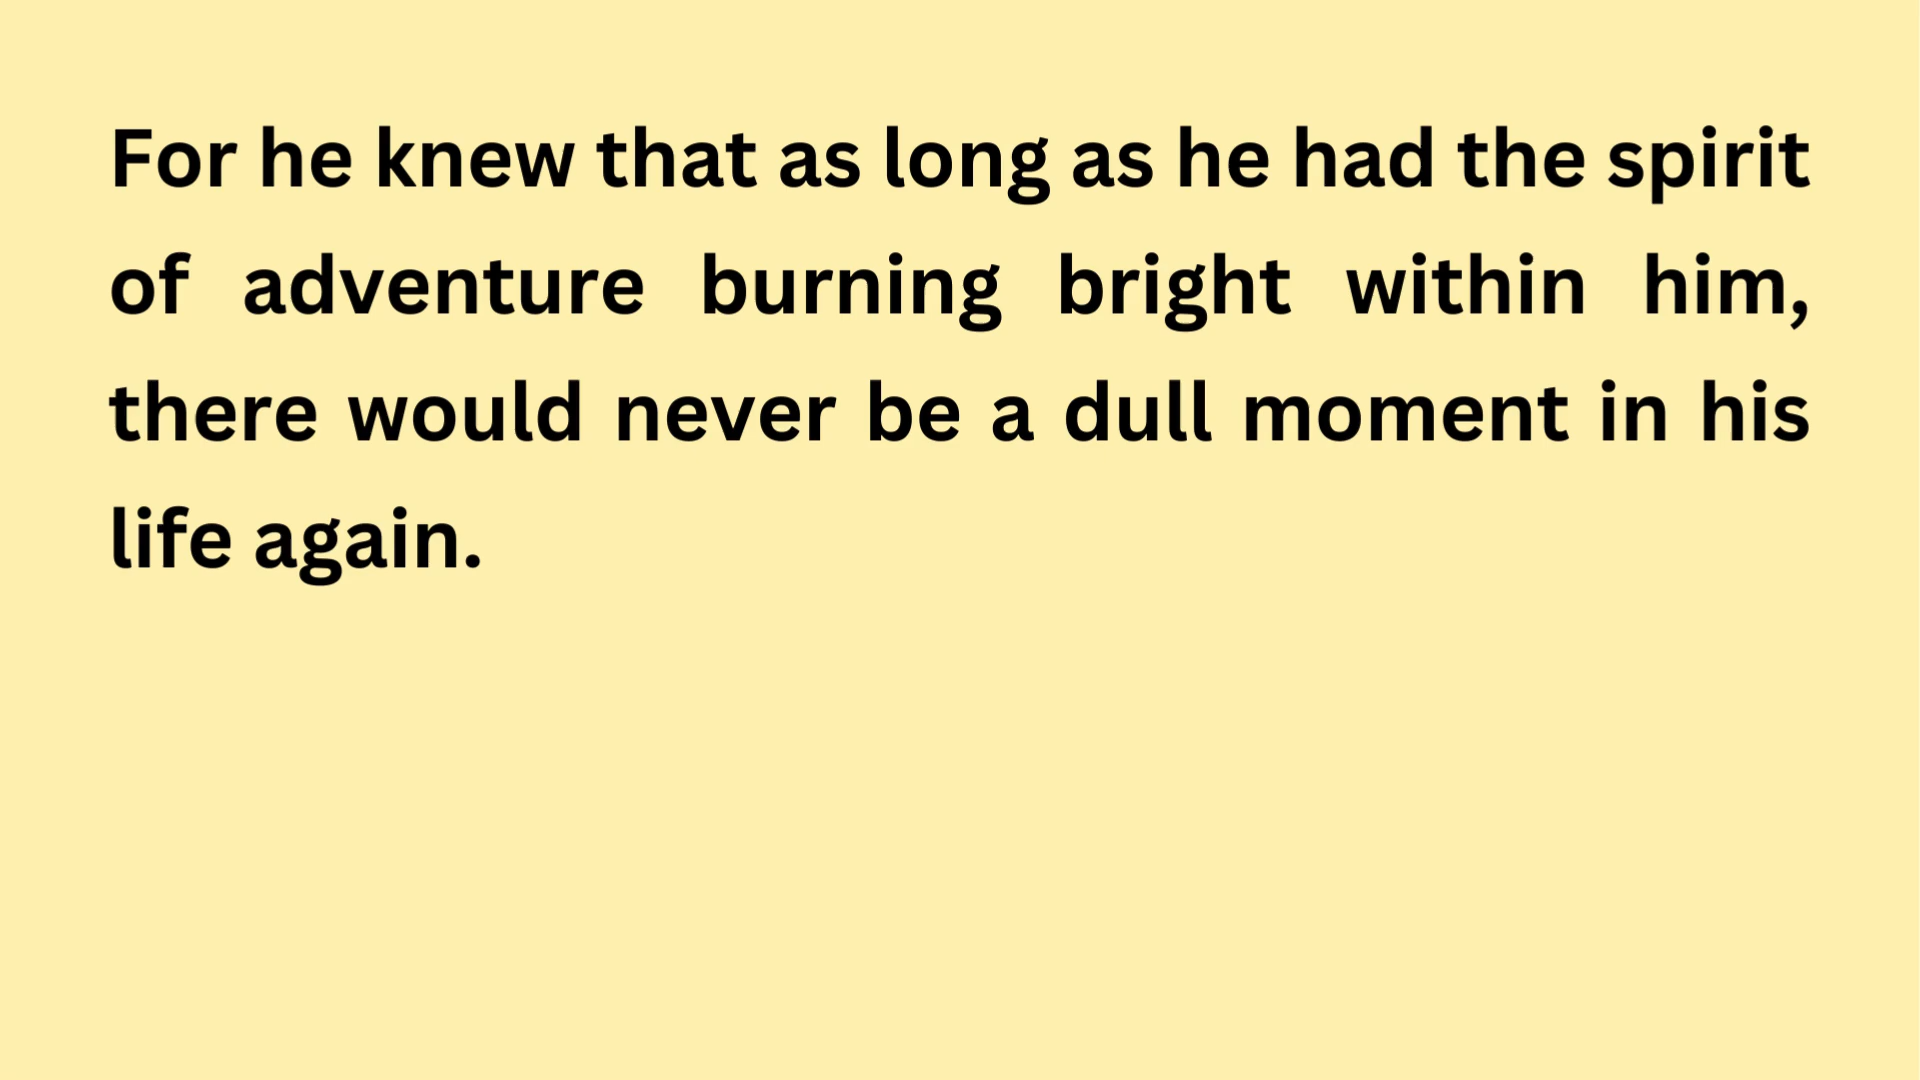 For he knew that as long as he had the spirit
of adventure burning bright within him,
there would never be a dull moment in his
life again.